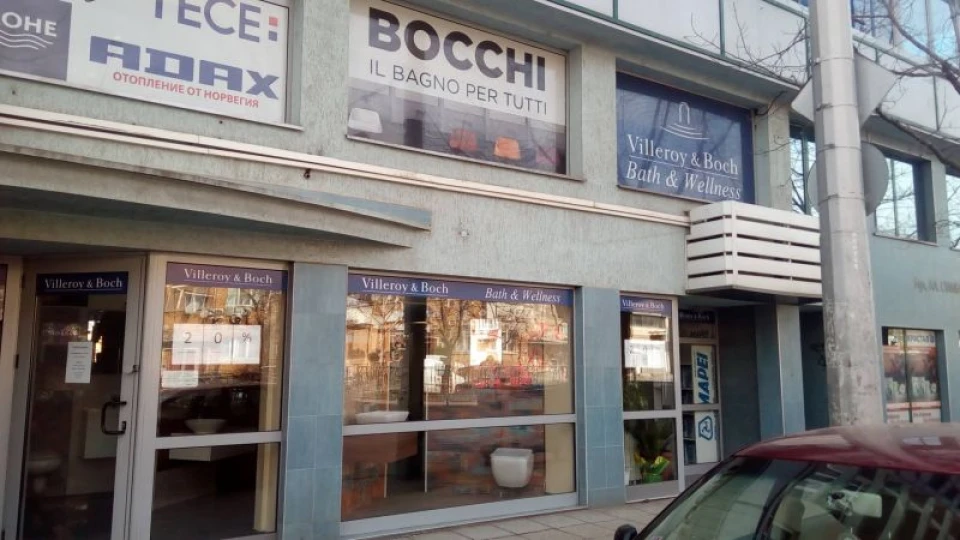 OHE
TECE:
ADAX
ОТОПЛЕНИЕ ОТ НОРВЕГИЯ
BOCCHI
IL BAGNO PER TUTTI
Villeroy & Boch
Bath & Wellness
Villeroy & Boch
Villeroy & Boch
20%
Villeroy & Boch
Bath & Wellness
Villeroy & Boch
MAPEI